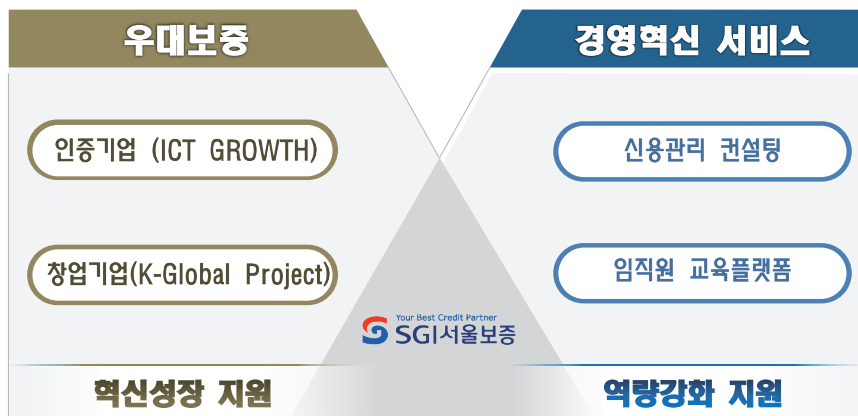 우대보증
경영혁신 서비스
인증기업 (ICT GROWTH)
신용관리 컨설팅
창업기업(K-Global Project)
임직원 교육플랫폼
Your Best Credit Partner
SGI서울보증
혁신성장 지원
역량강화 지원